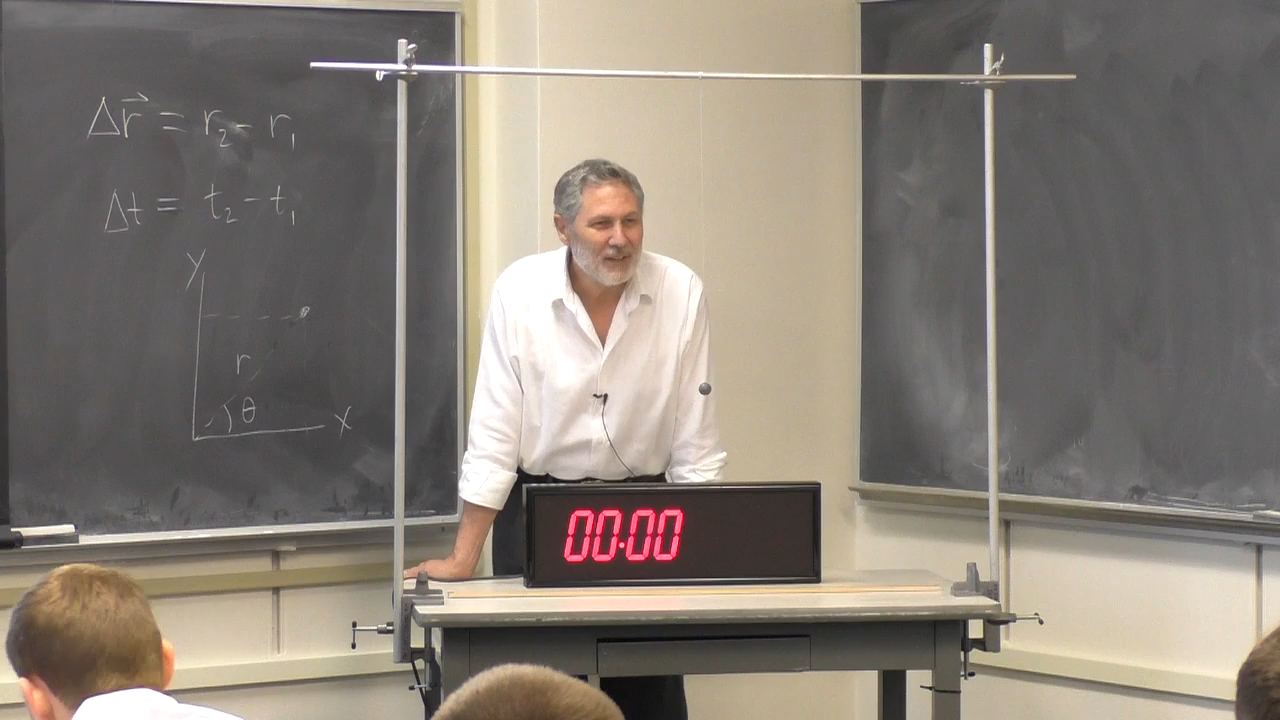 Δr⃗ = r₂ - r₁
Δt = t₂ - t₁
y
r
θ
x
00:00